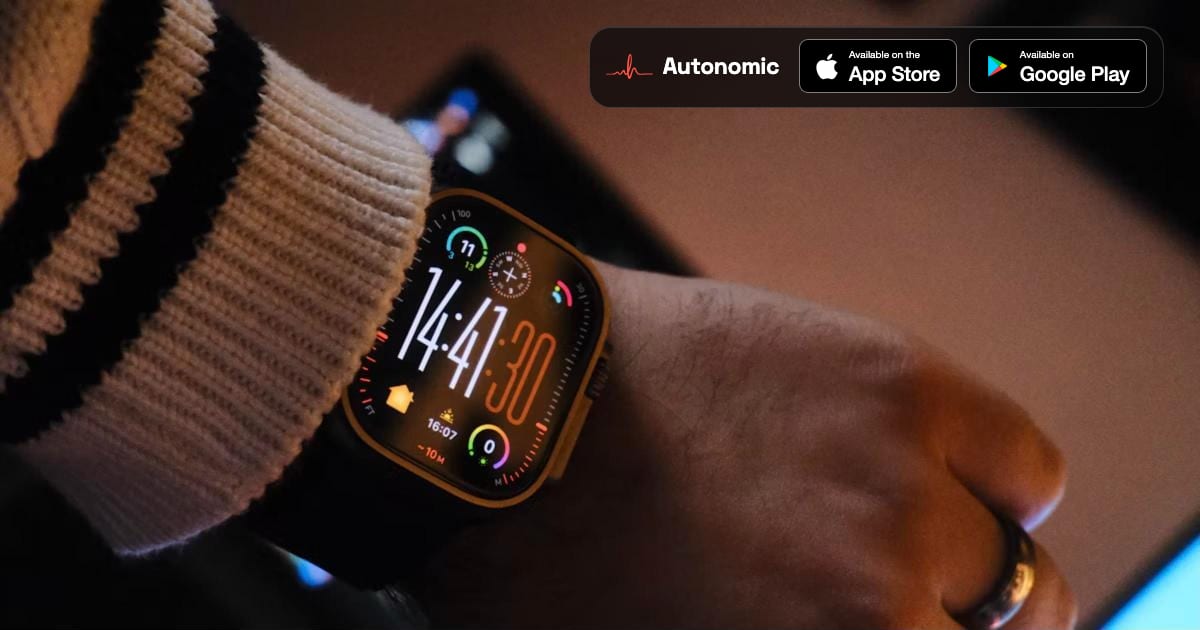 Autonomic
Available on the
App Store
Available on
Google Play
100
11
3
13
30
14:41:30
FT
16:07
0
~10M
M